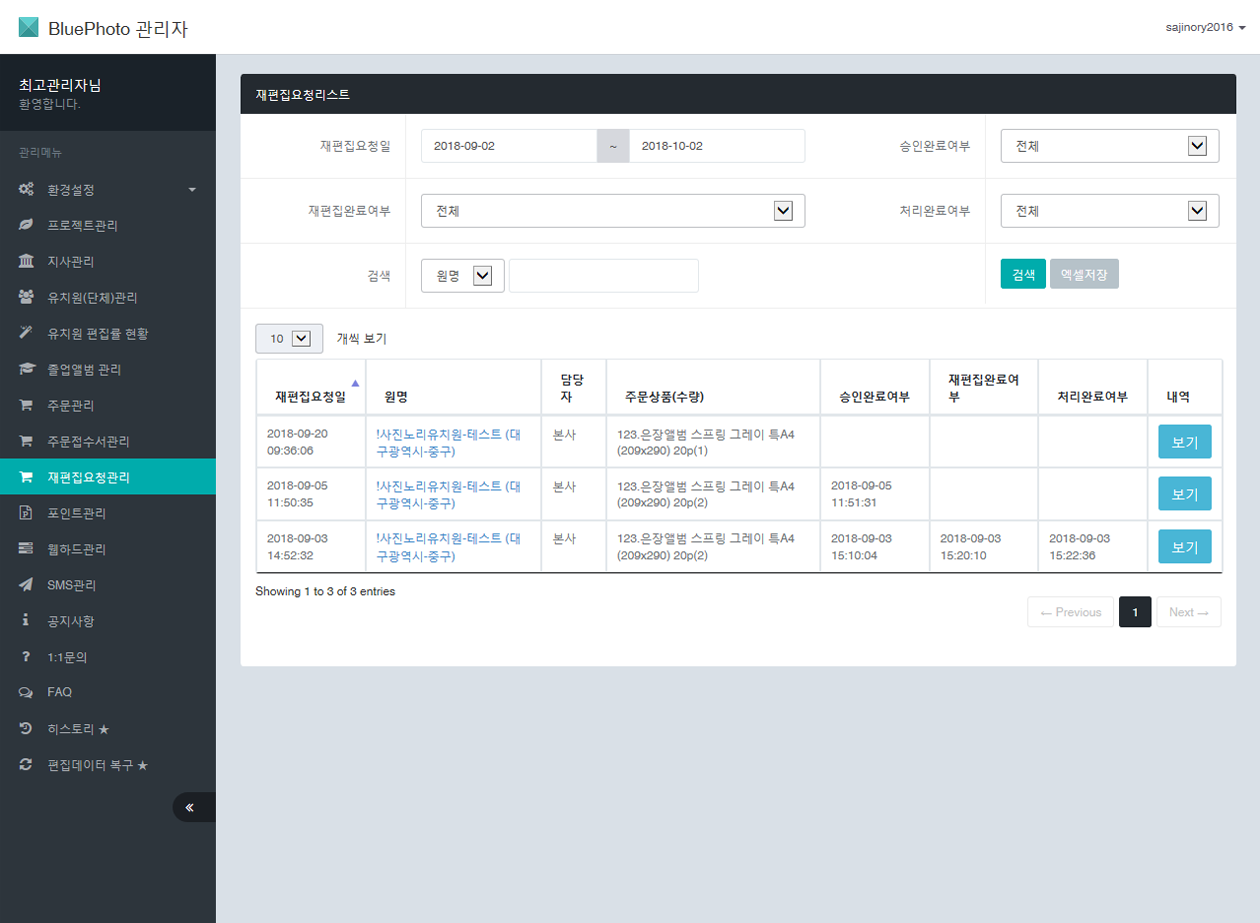 BluePhoto 관리자
sajinory2016
최고관리자님
환영합니다.
관리메뉴
환경설정
프로젝트관리
지사관리
유치원(단체)관리
유치원 편집률 현황
졸업앨범 관리
주문관리
주문접수서관리
재편집요청관리
포인트관리
웹하드관리
SMS관리
공지사항
1:1문의
FAQ
히스토리 ★
편집데이터 복구 ★
«
재편집요청리스트
재편집요청일 2018-09-02 ~ 2018-10-02 승인완료여부 전체
재편집완료여부 전체 처리완료여부 전체
검색 원명 검색 엑셀저장
10 개씩 보기
재편집요청일 원명 담당
자 주문상품(수량) 승인완료여부 재편집완료여
부 처리완료여부 내역
2018-09-20 !사진노리유치원-테스트 (대 본사 123.은장앨범 스프링 그레이 특A4 보기
09:36:06 구광역시-중구) (209x290) 20p(1)
2018-09-05 !사진노리유치원-테스트 (대 본사 123.은장앨범 스프링 그레이 특A4 2018-09-05 보기
11:50:35 구광역시-중구) (209x290) 20p(2) 11:51:31
2018-09-03 !사진노리유치원-테스트 (대 본사 123.은장앨범 스프링 그레이 특A4 2018-09-03 2018-09-03 2018-09-03 보기
14:52:32 구광역시-중구) (209x290) 20p(2) 15:10:04 15:20:10 15:22:36
Showing 1 to 3 of 3 entries
← Previous 1 Next →